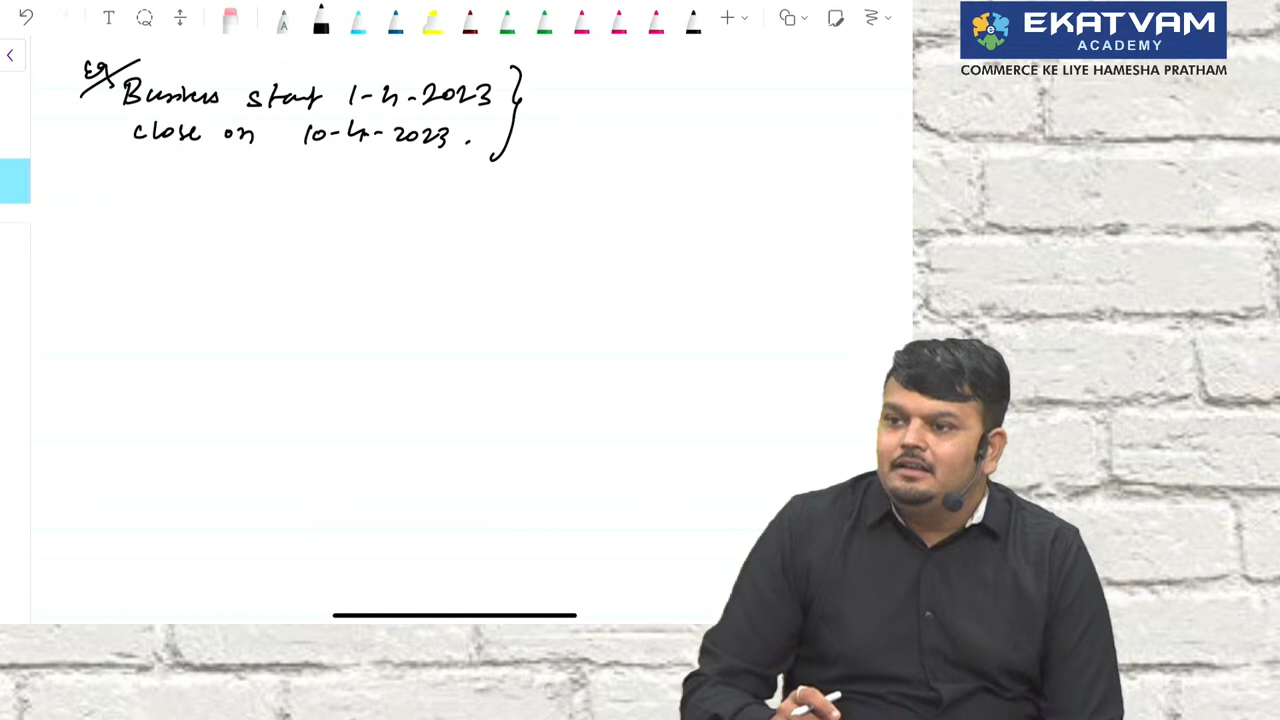 EKATVAM
ACADEMY
COMMERCE KE LIYE HAMESHA PRATHAM
Eg
Business start 1-4-2023
close on 10-4-2023.
T
A
e